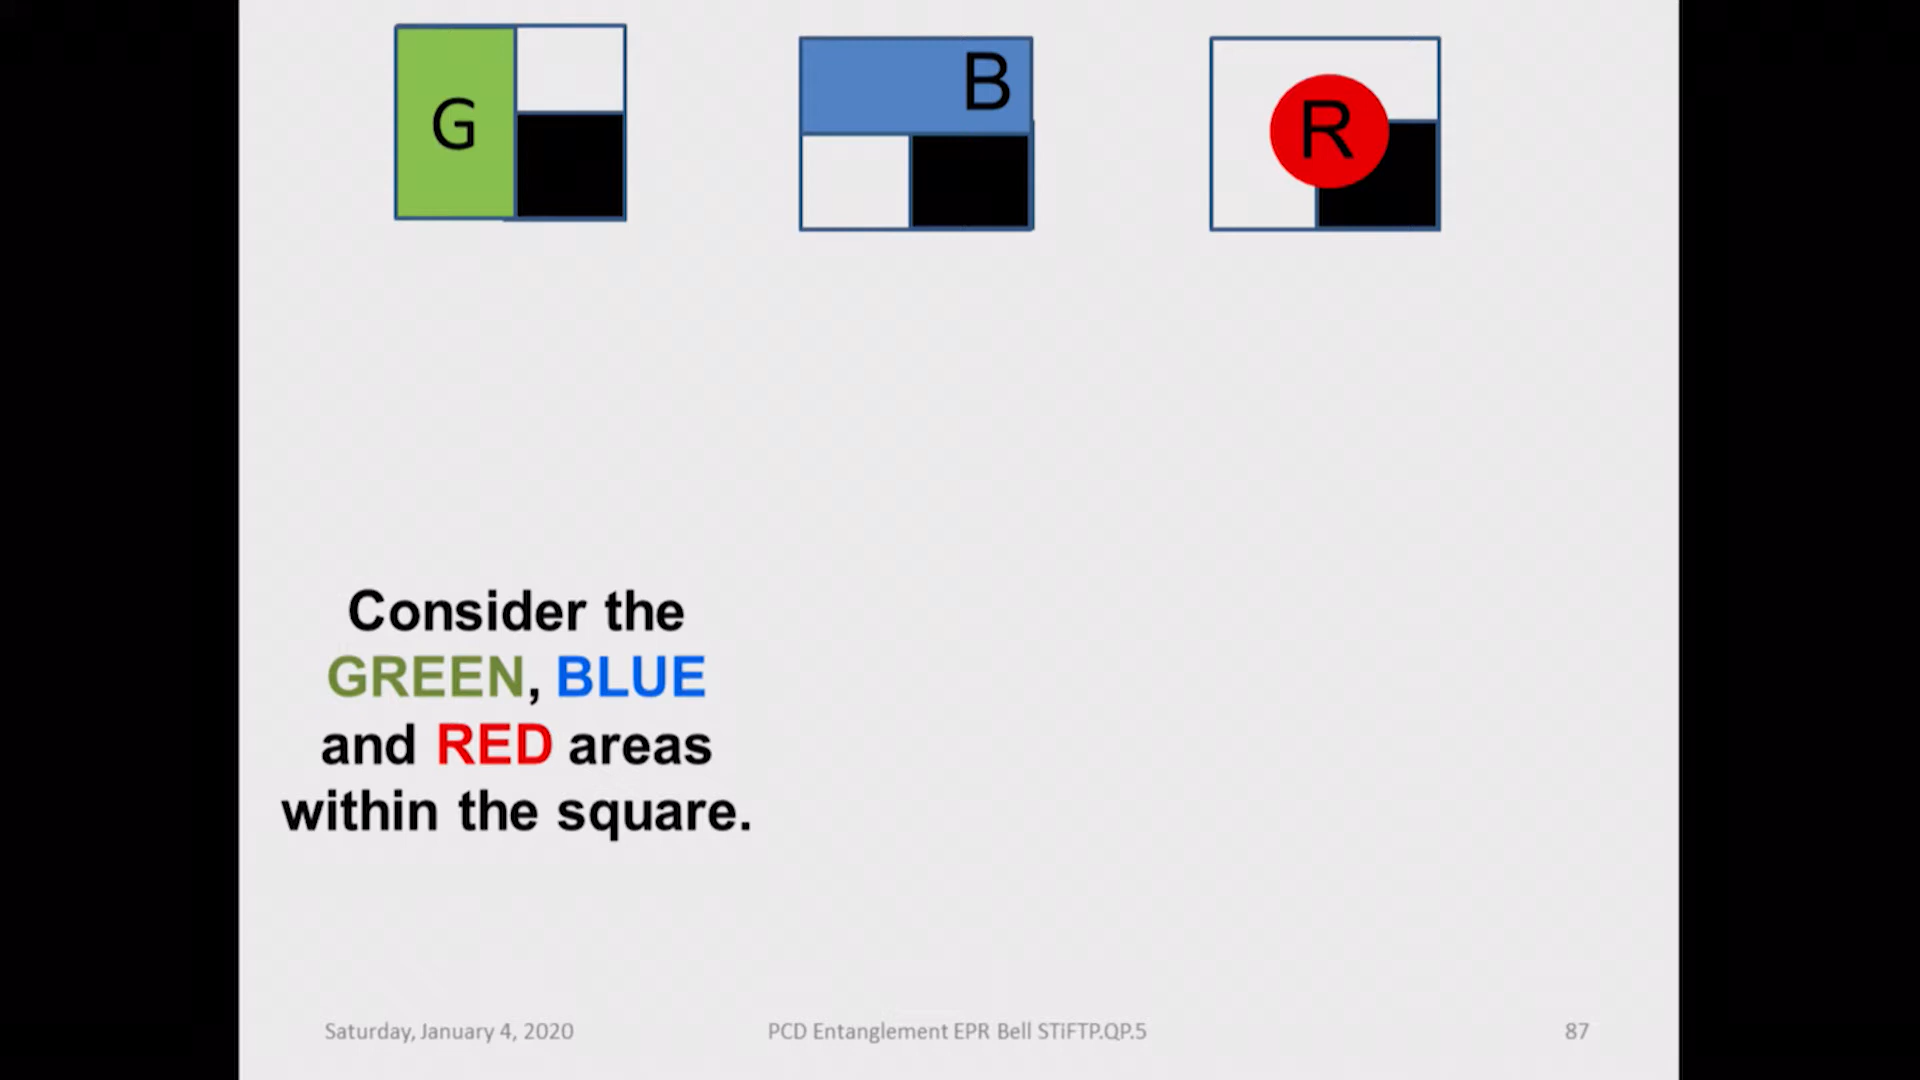 G
B
R
Consider the
GREEN, BLUE
and RED areas
within the square.
Saturday, January 4, 2020
PCD Entanglement EPR Bell STiFTP.QP.5
87